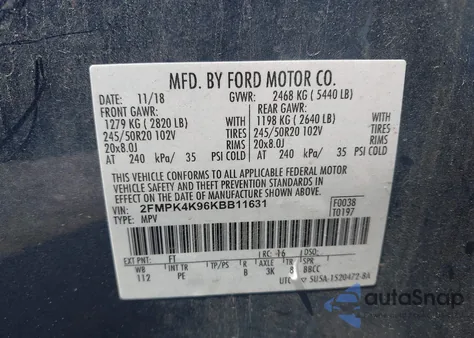 MFD. BY FORD MOTOR CO.
DATE: 11/18 GVWR: 2468 KG ( 5440 LB)
FRONT GAWR: REAR GAWR:
1279 KG ( 2820 LB) 1198 KG ( 2640 LB)
245/50R20 102V TIRES 245/50R20 102V TIRES
20x8.0J RIMS 20x8.0J RIMS
AT 240 kPa/ 35 PSI COLD AT 240 kPa/ 35 PSI COLD
THIS VEHICLE CONFORMS TO ALL APPLICABLE FEDERAL MOTOR
VEHICLE SAFETY AND THEFT PREVENTION STANDARDS IN
EFFECT ON THE DATE OF MANUFACTURE SHOWN ABOVE.
VIN: 2FMPK4K96KBB11631 F0038
TYPE: MPV T0197
EXT PNT: FT RC: 16 DSO:
WB INT TR TP/PS R AXLE TR SPR
112 PE B 3K 8 BBCC
UTC
autoSnap